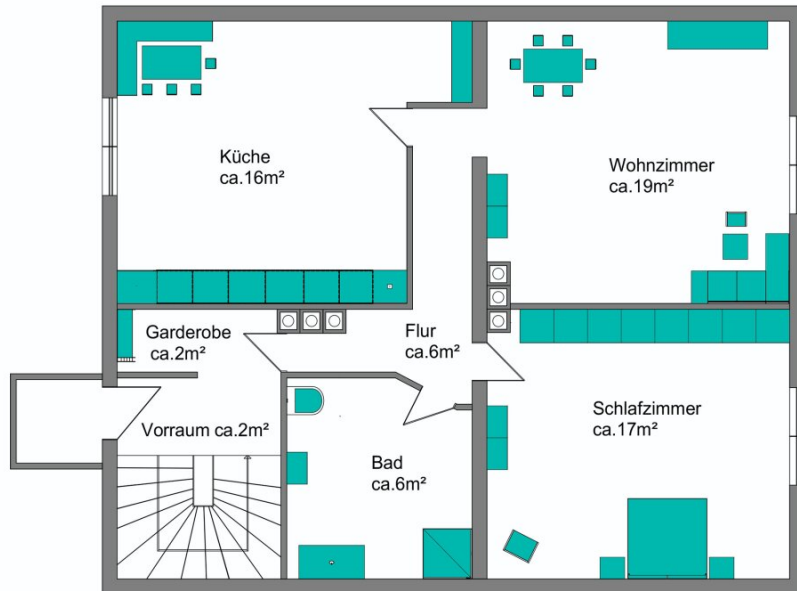 Küche
ca.16m²
Wohnzimmer
ca.19m²
Garderobe
ca.2m²
Flur
ca.6m²
Vorraum ca.2m²
Schlafzimmer
ca.17m²
Bad
ca.6m²